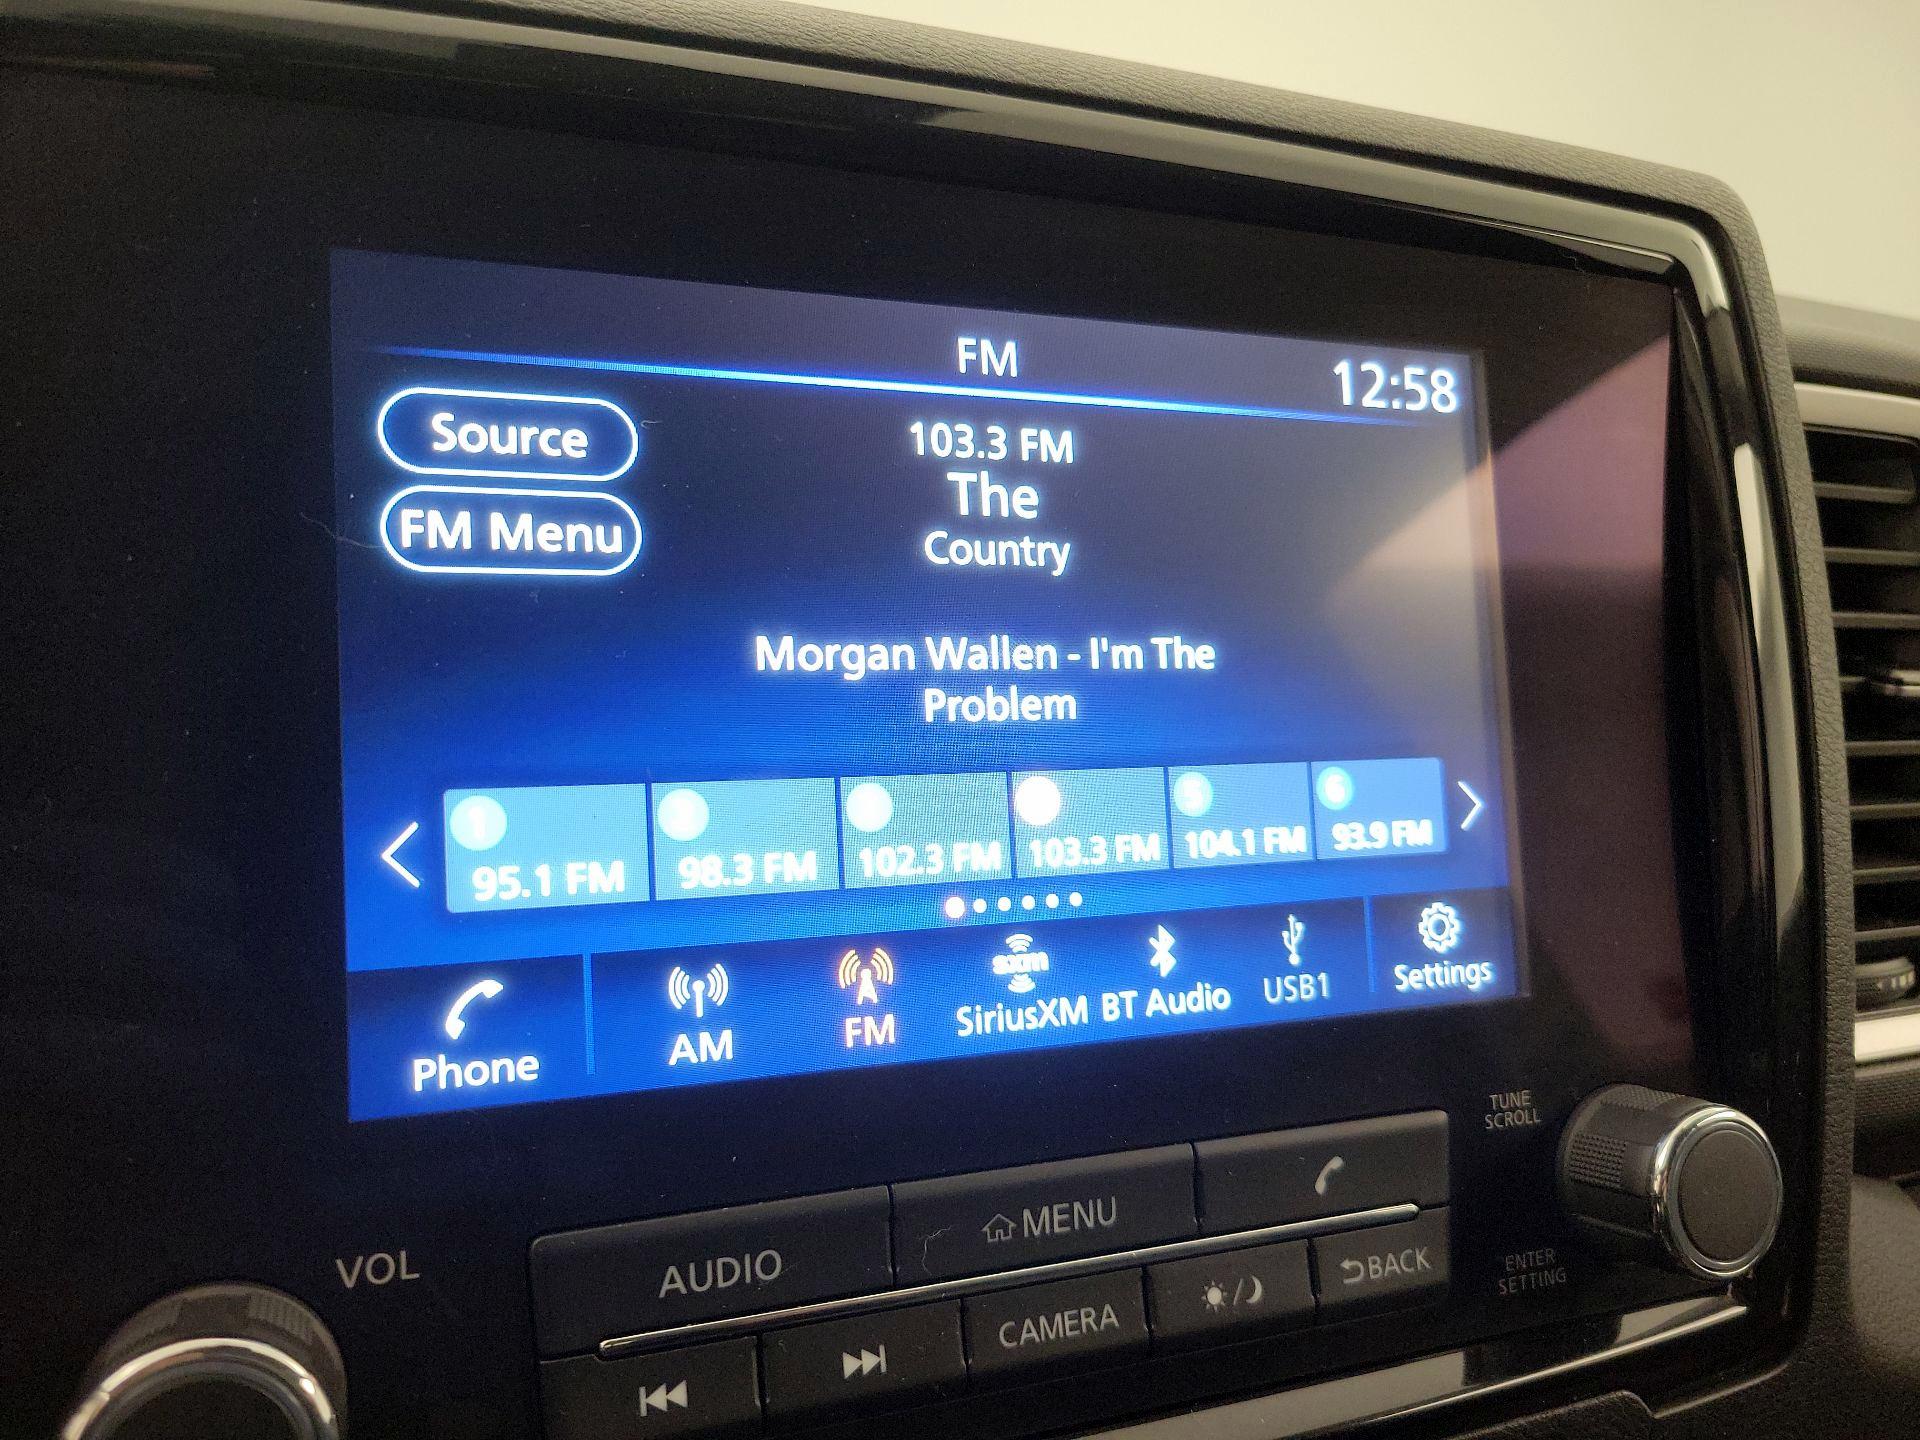 FM
12:58
Source
103.3 FM
The
FM Menu
Country
Morgan Wallen - I'm The
Problem
1
5
6
95.1 FM
98.3 FM
102.3 FM
103.3 FM
104.1 FM
93.9 FM
Phone
AM
FM
sxm
SiriusXM
BT Audio
USB1
Settings
TUNE
SCROLL
VOL
AUDIO
MENU
CAMERA
BACK
ENTER
SETTING